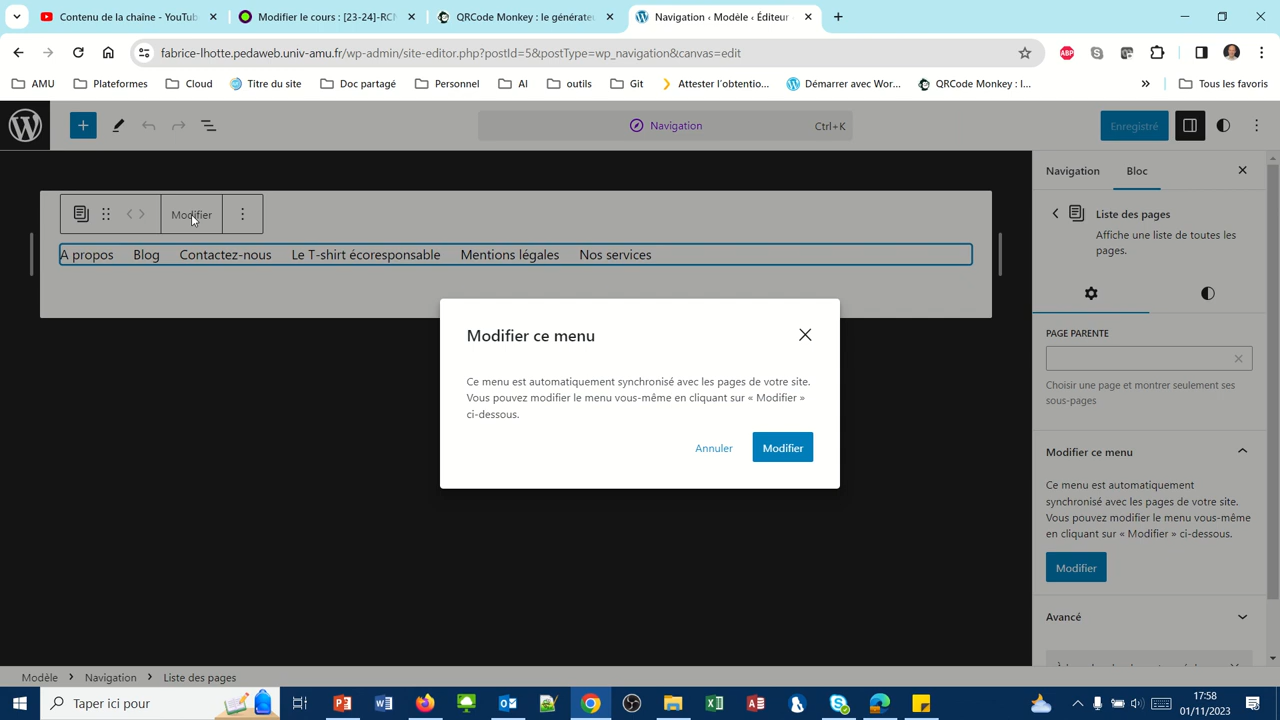 Contenu de la chaîne - YouTube
Modifier le cours : [23-24]-RCM
QRCode Monkey : le générateu
Navigation ‹ Modèle ‹ Éditeur -
fabrice-lhotte.pedaweb.univ-amu.fr/wp-admin/site-editor.php?postId=5&postType=wp_navigation&canvas=edit
AMU
Plateformes
Cloud
Titre du site
Doc partagé
Personnel
AI
outils
Git
Attester l'obtention...
Démarrer avec Wor...
QRCode Monkey : l...
»
Tous les favoris
Navigation
Ctrl+K
Enregistré
Navigation
Bloc
Modifier
A propos
Blog
Contactez-nous
Le T-shirt écoresponsable
Mentions légales
Nos services
Liste des pages
Affiche une liste de toutes les
pages.
PAGE PARENTE
Choisir une page et montrer seulement ses
sous-pages
Modifier ce menu
Ce menu est automatiquement synchronisé avec les pages de votre site.
Vous pouvez modifier le menu vous-même en cliquant sur « Modifier »
ci-dessous.
Annuler
Modifier
Modifier ce menu
Ce menu est automatiquement
synchronisé avec les pages de votre
site. Vous pouvez modifier le menu
vous-même en cliquant sur
« Modifier » ci-dessous.
Modifier
Avancé
Modèle
Navigation
Liste des pages
Taper ici pour
17:58
01/11/2023